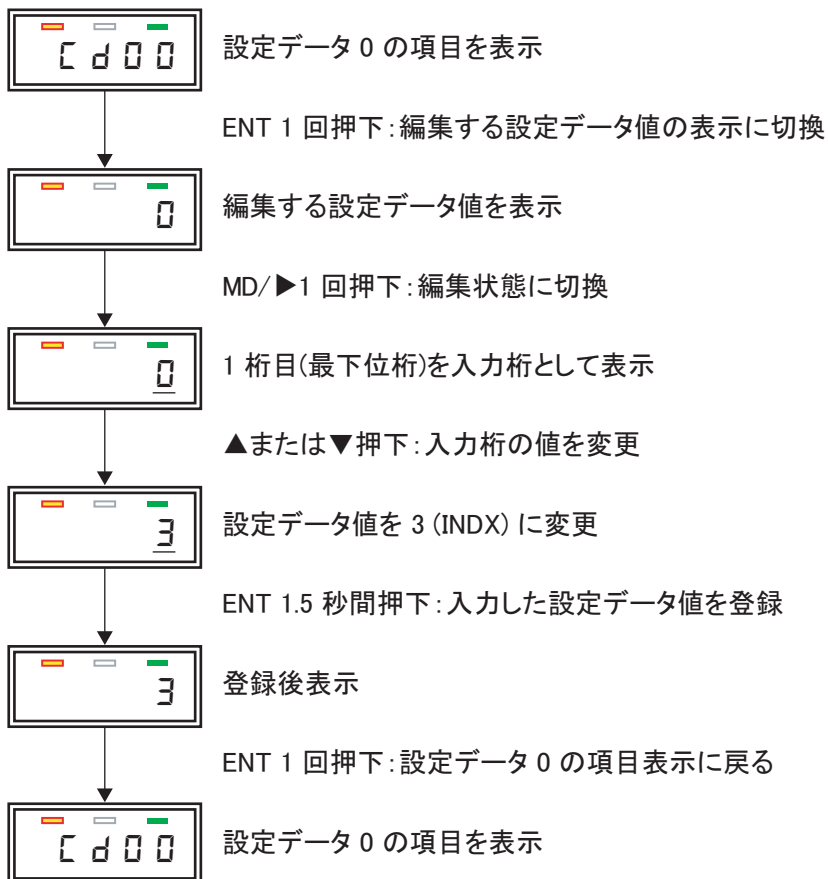 Cd00
設定データ 0 の項目を表示
ENT 1 回押下：編集する設定データ値の表示に切換
0
編集する設定データ値を表示
MD/▶1 回押下：編集状態に切換
0
1 桁目(最下位桁)を入力桁として表示
▲または▼押下：入力桁の値を変更
3
設定データ値を 3 (INDX) に変更
ENT 1.5 秒間押下：入力した設定データ値を登録
3
登録後表示
ENT 1 回押下：設定データ 0 の項目表示に戻る
Cd00
設定データ 0 の項目を表示